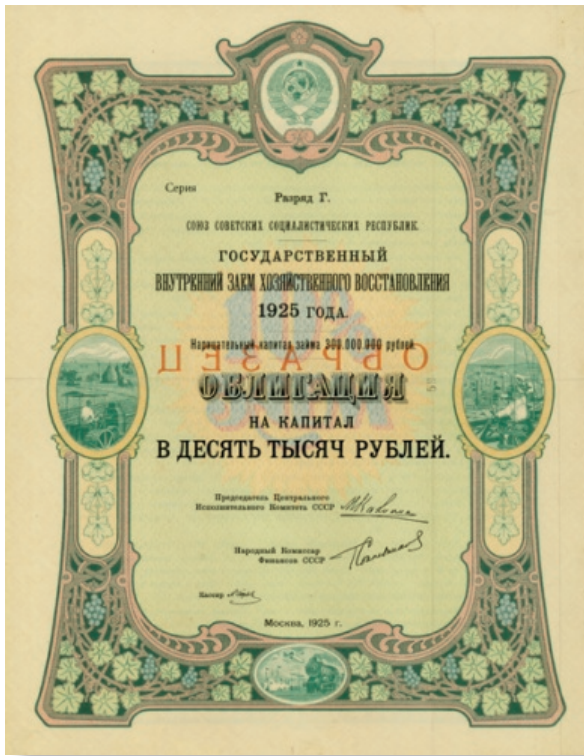 Серия
Разряд Г.
СОЮЗ СОВЕТСКИХ СОЦИАЛИСТИЧЕСКИХ РЕСПУБЛИК.
ГОСУДАРСТВЕННЫЙ
ВНУТРЕННИЙ ЗАЕМ ХОЗЯЙСТВЕННОГО ВОССТАНОВЛЕНИЯ
1925 ГОДА.
10%
Нарицательный капитал займа 300.000.000 рублей.
ОБРАЗЕЦ
ОБЛИГАЦИЯ
ЗАЕМ
НА КАПИТАЛ
В ДЕСЯТЬ ТЫСЯЧ РУБЛЕЙ.
Председатель Центрального
Исполнительного Комитета СССР
Народный Комиссар
Финансов СССР
Кассир
Москва, 1925 г.